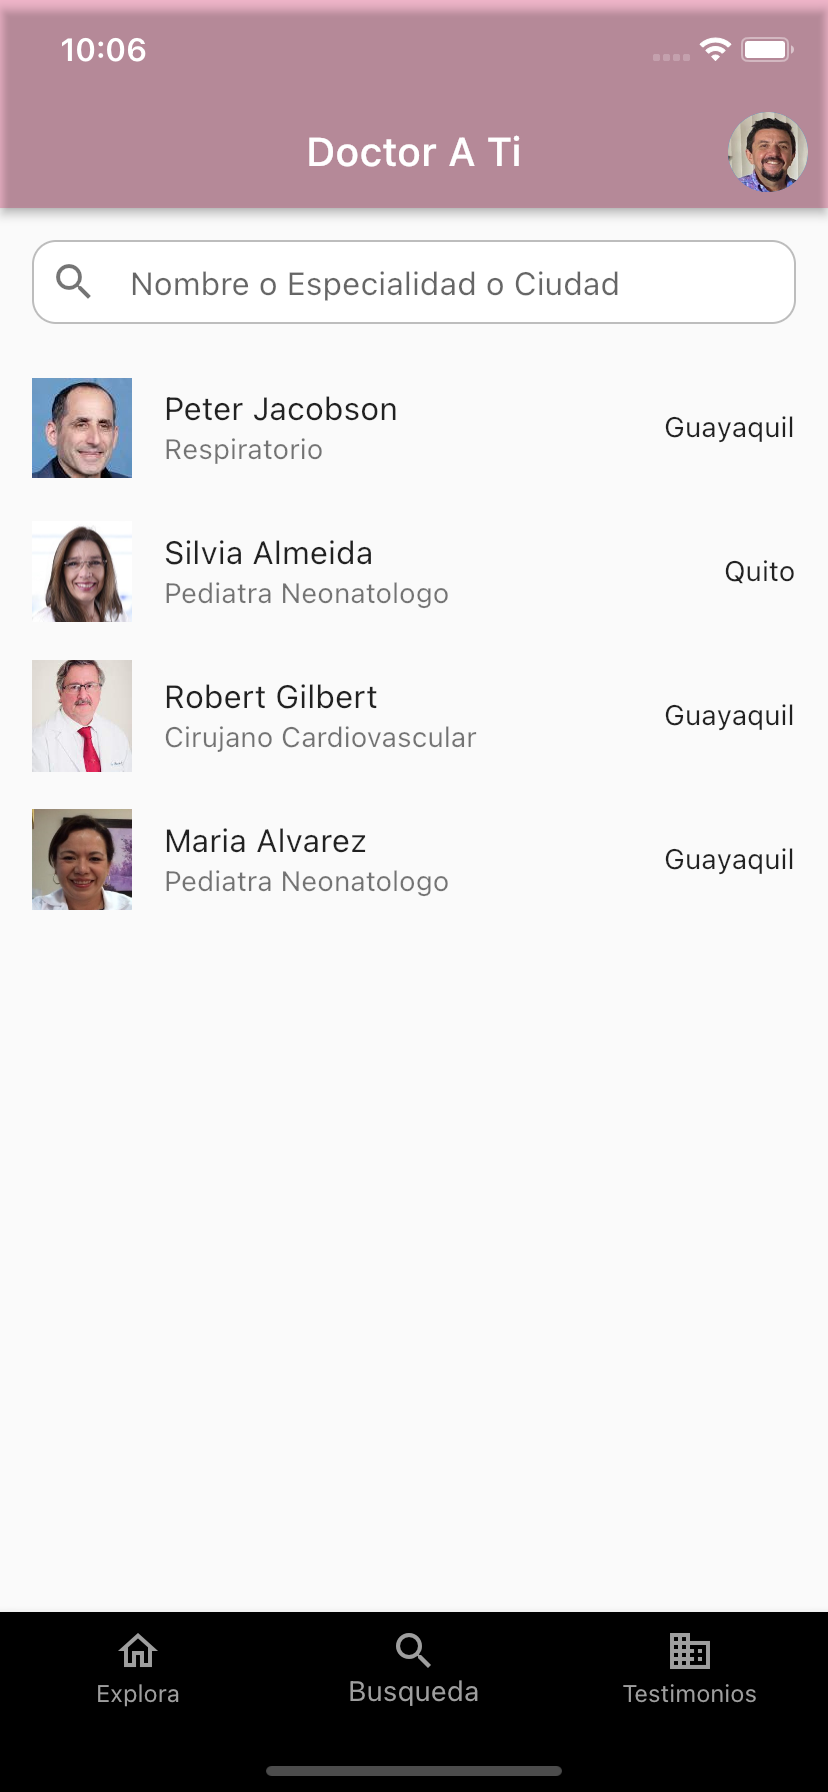 10:06
Doctor A Ti
Nombre o Especialidad o Ciudad
Peter Jacobson
Respiratorio
Guayaquil
Silvia Almeida
Pediatra Neonatologo
Quito
Robert Gilbert
Cirujano Cardiovascular
Guayaquil
Maria Alvarez
Pediatra Neonatologo
Guayaquil
Explora
Busqueda
Testimonios